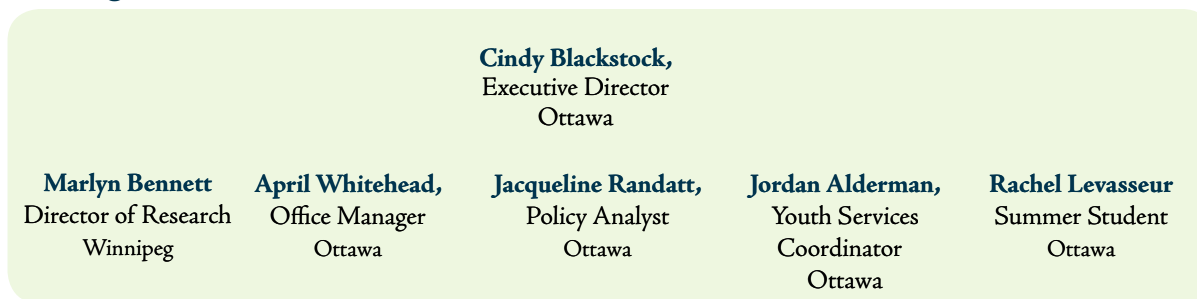 Cindy Blackstock,
Executive Director
Ottawa
Marlyn Bennett
Director of Research
Winnipeg
April Whitehead,
Office Manager
Ottawa
Jacqueline Randatt,
Policy Analyst
Ottawa
Jordan Alderman,
Youth Services
Coordinator
Ottawa
Rachel Levasseur
Summer Student
Ottawa